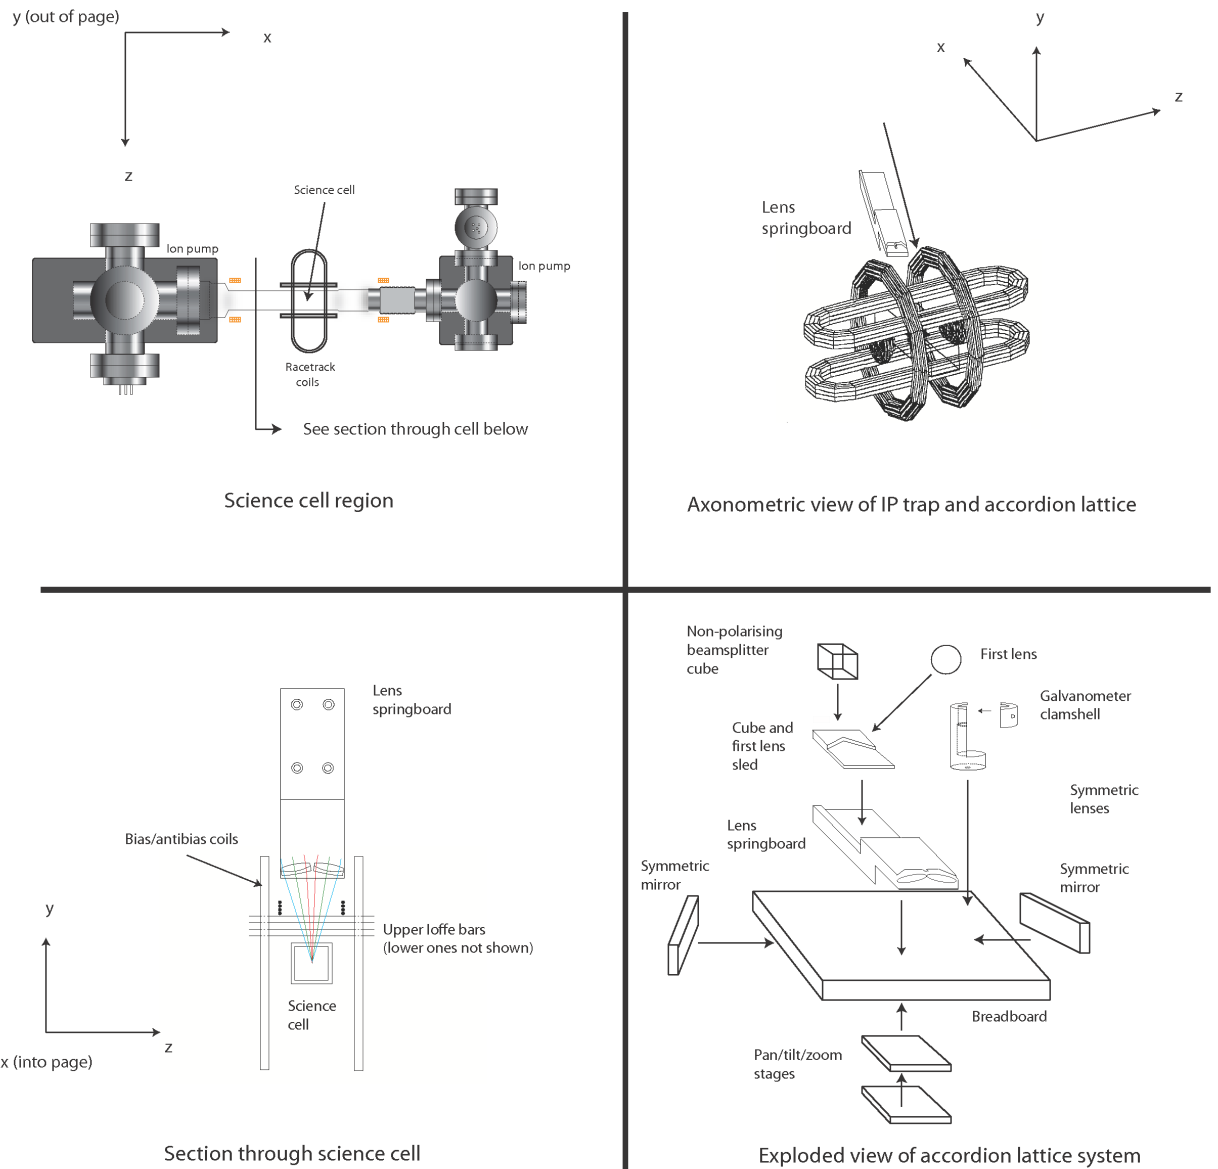 y (out of page)
x
z
Science cell
Ion pump
Ion pump
Racetrack
coils
See section through cell below
Science cell region
y
x
z
Lens
springboard
Axonometric view of IP trap and accordion lattice
Lens
springboard
Bias/antibias coils
y
Upper Ioffe bars
(lower ones not shown)
Science
cell
z
x (into page)
Section through science cell
Non-polarising
beamsplitter
cube
First lens
Galvanometer
clamshell
Cube and
first lens
sled
Symmetric
lenses
Lens
springboard
Symmetric
mirror
Symmetric
mirror
Breadboard
Pan/tilt/zoom
stages
Exploded view of accordion lattice system